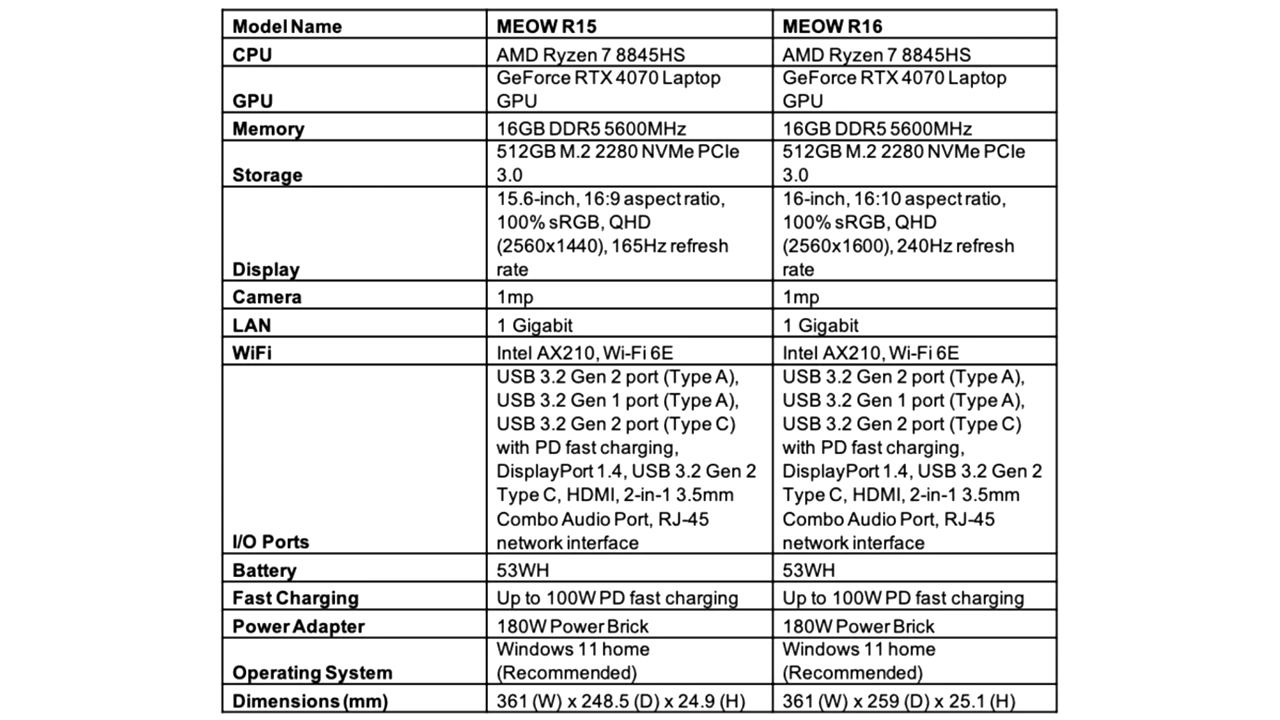 Model Name MEOW R15 MEOW R16
CPU AMD Ryzen 7 8845HS AMD Ryzen 7 8845HS
GPU GeForce RTX 4070 Laptop
GPU GeForce RTX 4070 Laptop
GPU
Memory 16GB DDR5 5600MHz 16GB DDR5 5600MHz
Storage 512GB M.2 2280 NVMe PCIe
3.0 512GB M.2 2280 NVMe PCIe
3.0
Display 15.6-inch, 16:9 aspect ratio,
100% sRGB, QHD
(2560x1440), 165Hz refresh
rate 16-inch, 16:10 aspect ratio,
100% sRGB, QHD
(2560x1600), 240Hz refresh
rate
Camera 1mp 1mp
LAN 1 Gigabit 1 Gigabit
WiFi Intel AX210, Wi-Fi 6E Intel AX210, Wi-Fi 6E
I/O Ports USB 3.2 Gen 2 port (Type A),
USB 3.2 Gen 1 port (Type A),
USB 3.2 Gen 2 port (Type C)
with PD fast charging,
DisplayPort 1.4, USB 3.2 Gen 2
Type C, HDMI, 2-in-1 3.5mm
Combo Audio Port, RJ-45
network interface USB 3.2 Gen 2 port (Type A),
USB 3.2 Gen 1 port (Type A),
USB 3.2 Gen 2 port (Type C)
with PD fast charging,
DisplayPort 1.4, USB 3.2 Gen 2
Type C, HDMI, 2-in-1 3.5mm
Combo Audio Port, RJ-45
network interface
Battery 53WH 53WH
Fast Charging Up to 100W PD fast charging Up to 100W PD fast charging
Power Adapter 180W Power Brick 180W Power Brick
Operating System Windows 11 home
(Recommended) Windows 11 home
(Recommended)
Dimensions (mm) 361 (W) x 248.5 (D) x 24.9 (H) 361 (W) x 259 (D) x 25.1 (H)